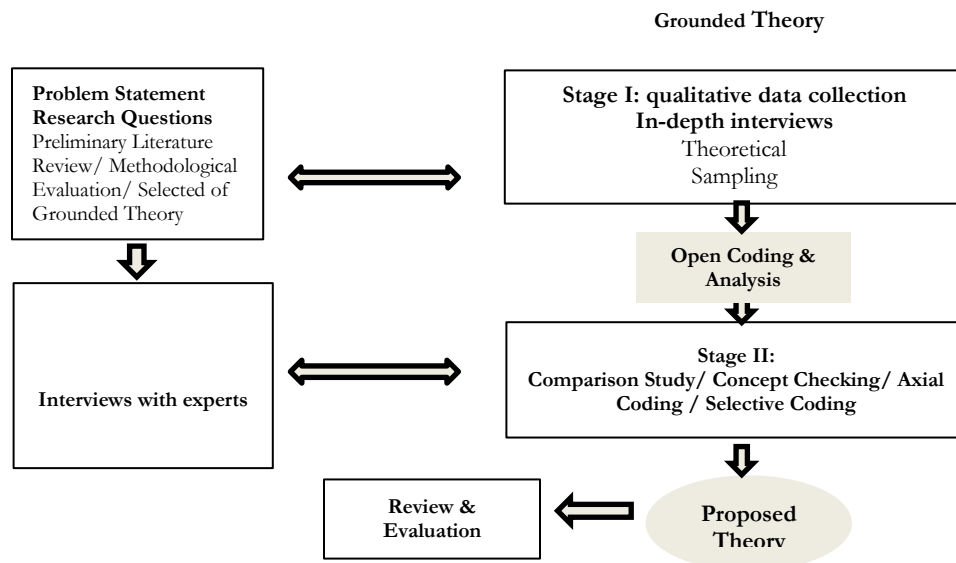 Grounded Theory
Problem Statement
Research Questions
Preliminary Literature
Review/ Methodological
Evaluation/ Selected of
Grounded Theory
Stage I: qualitative data collection
In-depth interviews
Theoretical
Sampling
Open Coding &
Analysis
Interviews with experts
Stage II:
Comparison Study/ Concept Checking/ Axial
Coding / Selective Coding
Review &
Evaluation
Proposed
Theory